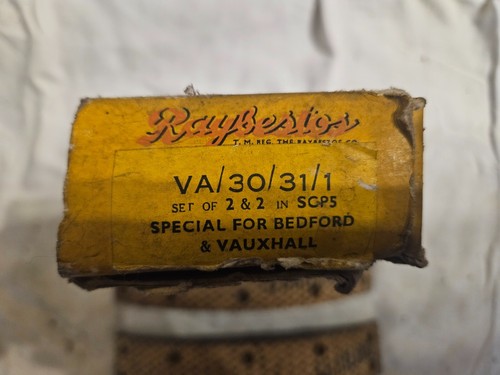 Raybestos
T. M. REG. THE RAYBESTOS CO.
VA/30/31/1
SET OF 2 & 2 IN SGP5
SPECIAL FOR BEDFORD
& VAUXHALL